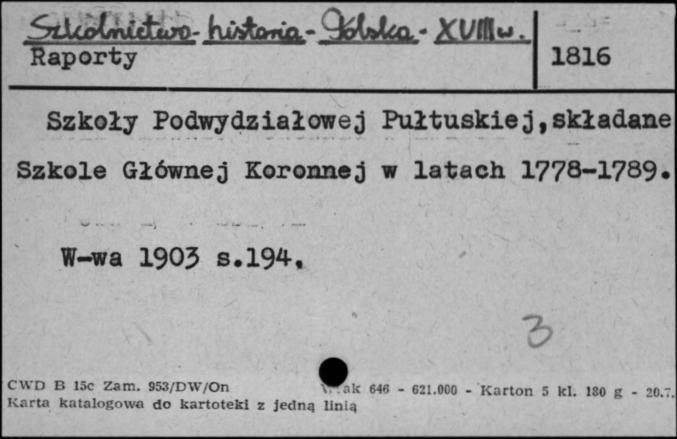 Szkolnictwo - historia - Polska - XVIII w.
Raporty
1816
Szkoły Podwydziałowej Pułtuskiej,składane
Szkole Głównej Koronnej w latach 1778-1789.
W-wa 1903 s.194.
3
CWD B 15c Zam. 953/DW/On ak 646 - 621.000 - Karton 5 kl. 180 g - 20.7.
Karta katalogowa do kartoteki z jedną linią